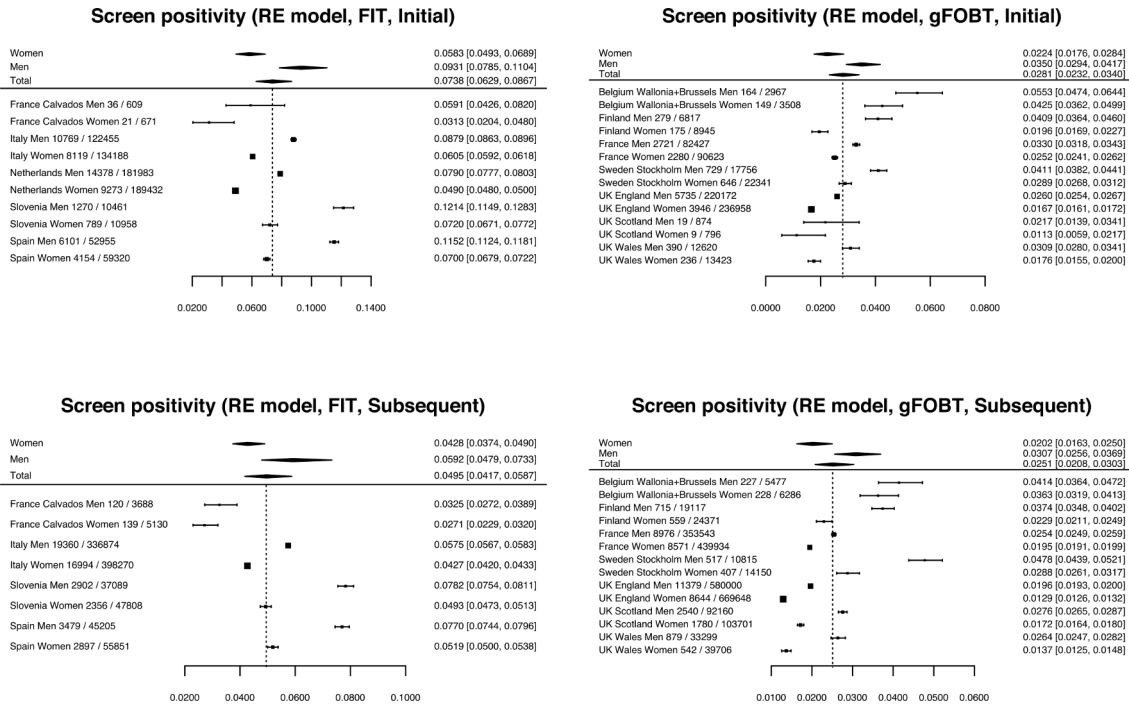 Screen positivity (RE model, FIT, Initial)
Women 0.0583 [0.0493, 0.0689]
Men 0.0931 [0.0785, 0.1104]
Total 0.0738 [0.0629, 0.0867]
France Calvados Men 36 / 609 0.0591 [0.0426, 0.0820]
France Calvados Women 21 / 671 0.0313 [0.0204, 0.0480]
Italy Men 10769 / 122455 0.0879 [0.0863, 0.0896]
Italy Women 8119 / 134188 0.0605 [0.0592, 0.0618]
Netherlands Men 14378 / 181983 0.0790 [0.0777, 0.0803]
Netherlands Women 9273 / 189432 0.0490 [0.0480, 0.0500]
Slovenia Men 1270 / 10461 0.1214 [0.1149, 0.1283]
Slovenia Women 789 / 10958 0.0720 [0.0671, 0.0772]
Spain Men 6101 / 52955 0.1152 [0.1124, 0.1181]
Spain Women 4154 / 59320 0.0700 [0.0679, 0.0722]
0.0200 0.0600 0.1000 0.1400
Screen positivity (RE model, gFOBT, Initial)
Women 0.0224 [0.0176, 0.0284]
Men 0.0350 [0.0294, 0.0417]
Total 0.0281 [0.0232, 0.0340]
Belgium Wallonia+Brussels Men 164 / 2967 0.0553 [0.0474, 0.0644]
Belgium Wallonia+Brussels Women 149 / 3508 0.0425 [0.0362, 0.0499]
Finland Men 279 / 6817 0.0409 [0.0364, 0.0460]
Finland Women 175 / 8945 0.0196 [0.0169, 0.0227]
France Men 2721 / 82427 0.0330 [0.0318, 0.0343]
France Women 2280 / 90623 0.0252 [0.0241, 0.0262]
Sweden Stockholm Men 729 / 17756 0.0411 [0.0382, 0.0441]
Sweden Stockholm Women 646 / 22341 0.0289 [0.0268, 0.0312]
UK England Men 5735 / 220172 0.0260 [0.0254, 0.0267]
UK England Women 3946 / 236958 0.0167 [0.0161, 0.0172]
UK Scotland Men 19 / 874 0.0217 [0.0139, 0.0341]
UK Scotland Women 9 / 796 0.0113 [0.0059, 0.0217]
UK Wales Men 390 / 12620 0.0309 [0.0280, 0.0341]
UK Wales Women 236 / 13423 0.0176 [0.0155, 0.0200]
0.0000 0.0200 0.0400 0.0600 0.0800
Screen positivity (RE model, FIT, Subsequent)
Women 0.0428 [0.0374, 0.0490]
Men 0.0592 [0.0479, 0.0733]
Total 0.0495 [0.0417, 0.0587]
France Calvados Men 120 / 3688 0.0325 [0.0272, 0.0389]
France Calvados Women 139 / 5130 0.0271 [0.0229, 0.0320]
Italy Men 19360 / 336874 0.0575 [0.0567, 0.0583]
Italy Women 16994 / 398270 0.0427 [0.0420, 0.0433]
Slovenia Men 2902 / 37089 0.0782 [0.0754, 0.0811]
Slovenia Women 2356 / 47808 0.0493 [0.0473, 0.0513]
Spain Men 3479 / 45205 0.0770 [0.0744, 0.0796]
Spain Women 2897 / 55851 0.0519 [0.0500, 0.0538]
0.0200 0.0400 0.0600 0.0800 0.1000
Screen positivity (RE model, gFOBT, Subsequent)
Women 0.0202 [0.0163, 0.0250]
Men 0.0307 [0.0256, 0.0369]
Total 0.0251 [0.0208, 0.0303]
Belgium Wallonia+Brussels Men 227 / 5477 0.0414 [0.0364, 0.0472]
Belgium Wallonia+Brussels Women 228 / 6286 0.0363 [0.0319, 0.0413]
Finland Men 715 / 19117 0.0374 [0.0348, 0.0402]
Finland Women 559 / 24371 0.0229 [0.0211, 0.0249]
France Men 8976 / 353543 0.0254 [0.0249, 0.0259]
France Women 8571 / 439934 0.0195 [0.0191, 0.0199]
Sweden Stockholm Men 517 / 10815 0.0478 [0.0439, 0.0521]
Sweden Stockholm Women 407 / 14150 0.0288 [0.0261, 0.0317]
UK England Men 11379 / 580000 0.0196 [0.0193, 0.0200]
UK England Women 8644 / 669648 0.0129 [0.0126, 0.0132]
UK Scotland Men 2540 / 92160 0.0276 [0.0265, 0.0287]
UK Scotland Women 1780 / 103701 0.0172 [0.0164, 0.0180]
UK Wales Men 879 / 33299 0.0264 [0.0247, 0.0282]
UK Wales Women 542 / 39706 0.0137 [0.0125, 0.0148]
0.0100 0.0200 0.0300 0.0400 0.0500 0.0600